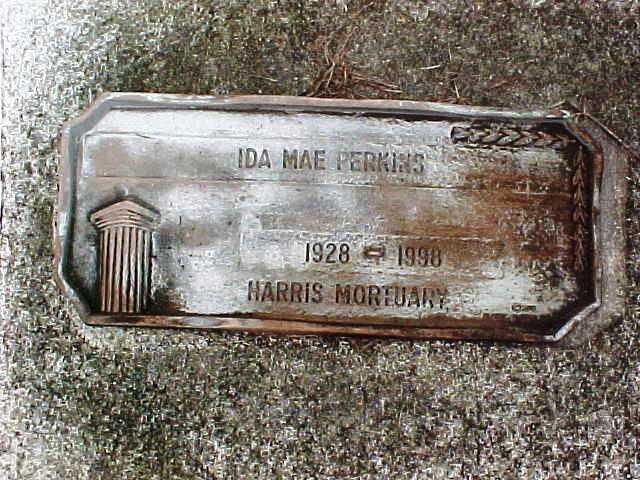 IDA MAE PERKINS
1928 - 1998
HARRIS MORTUARY